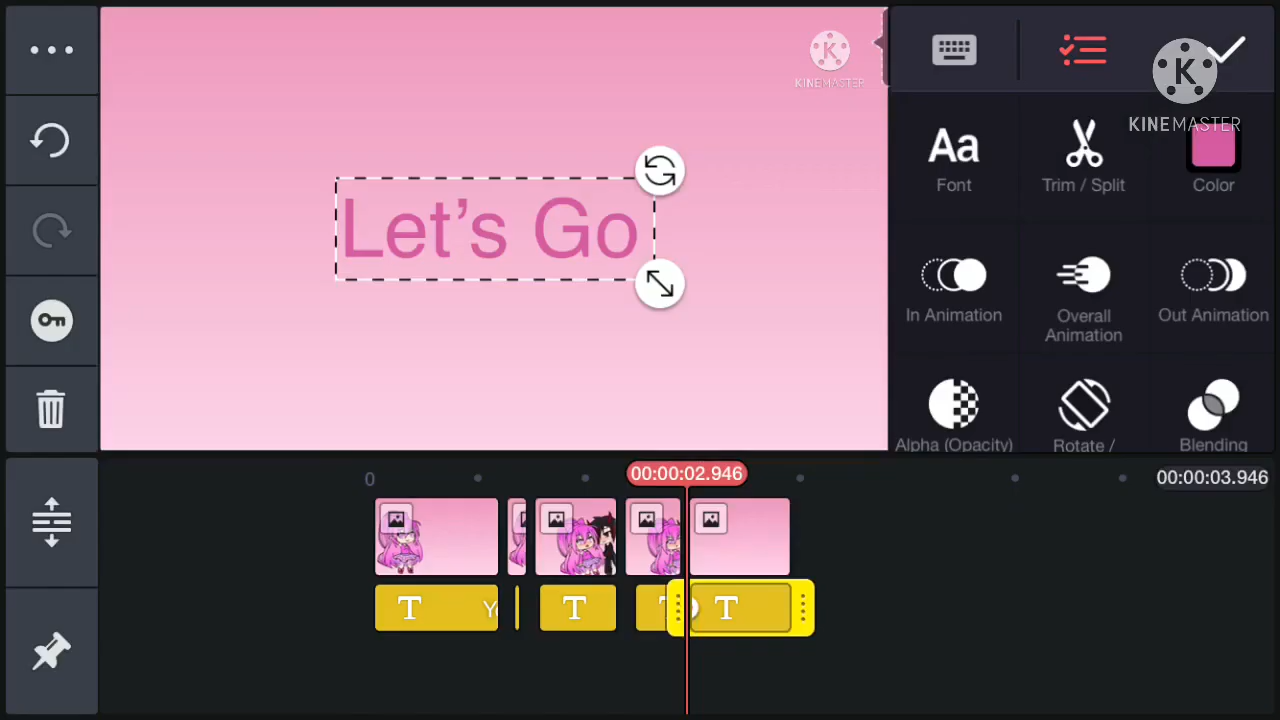 KINEMASTER
Let's Go
K
KINEMASTER
Aa
Font
Trim / Split
Color
In Animation
Overall
Animation
Out Animation
Alpha (Opacity)
Rotate /
Blending
0
00:00:02.946
00:00:03.946
T
T
T